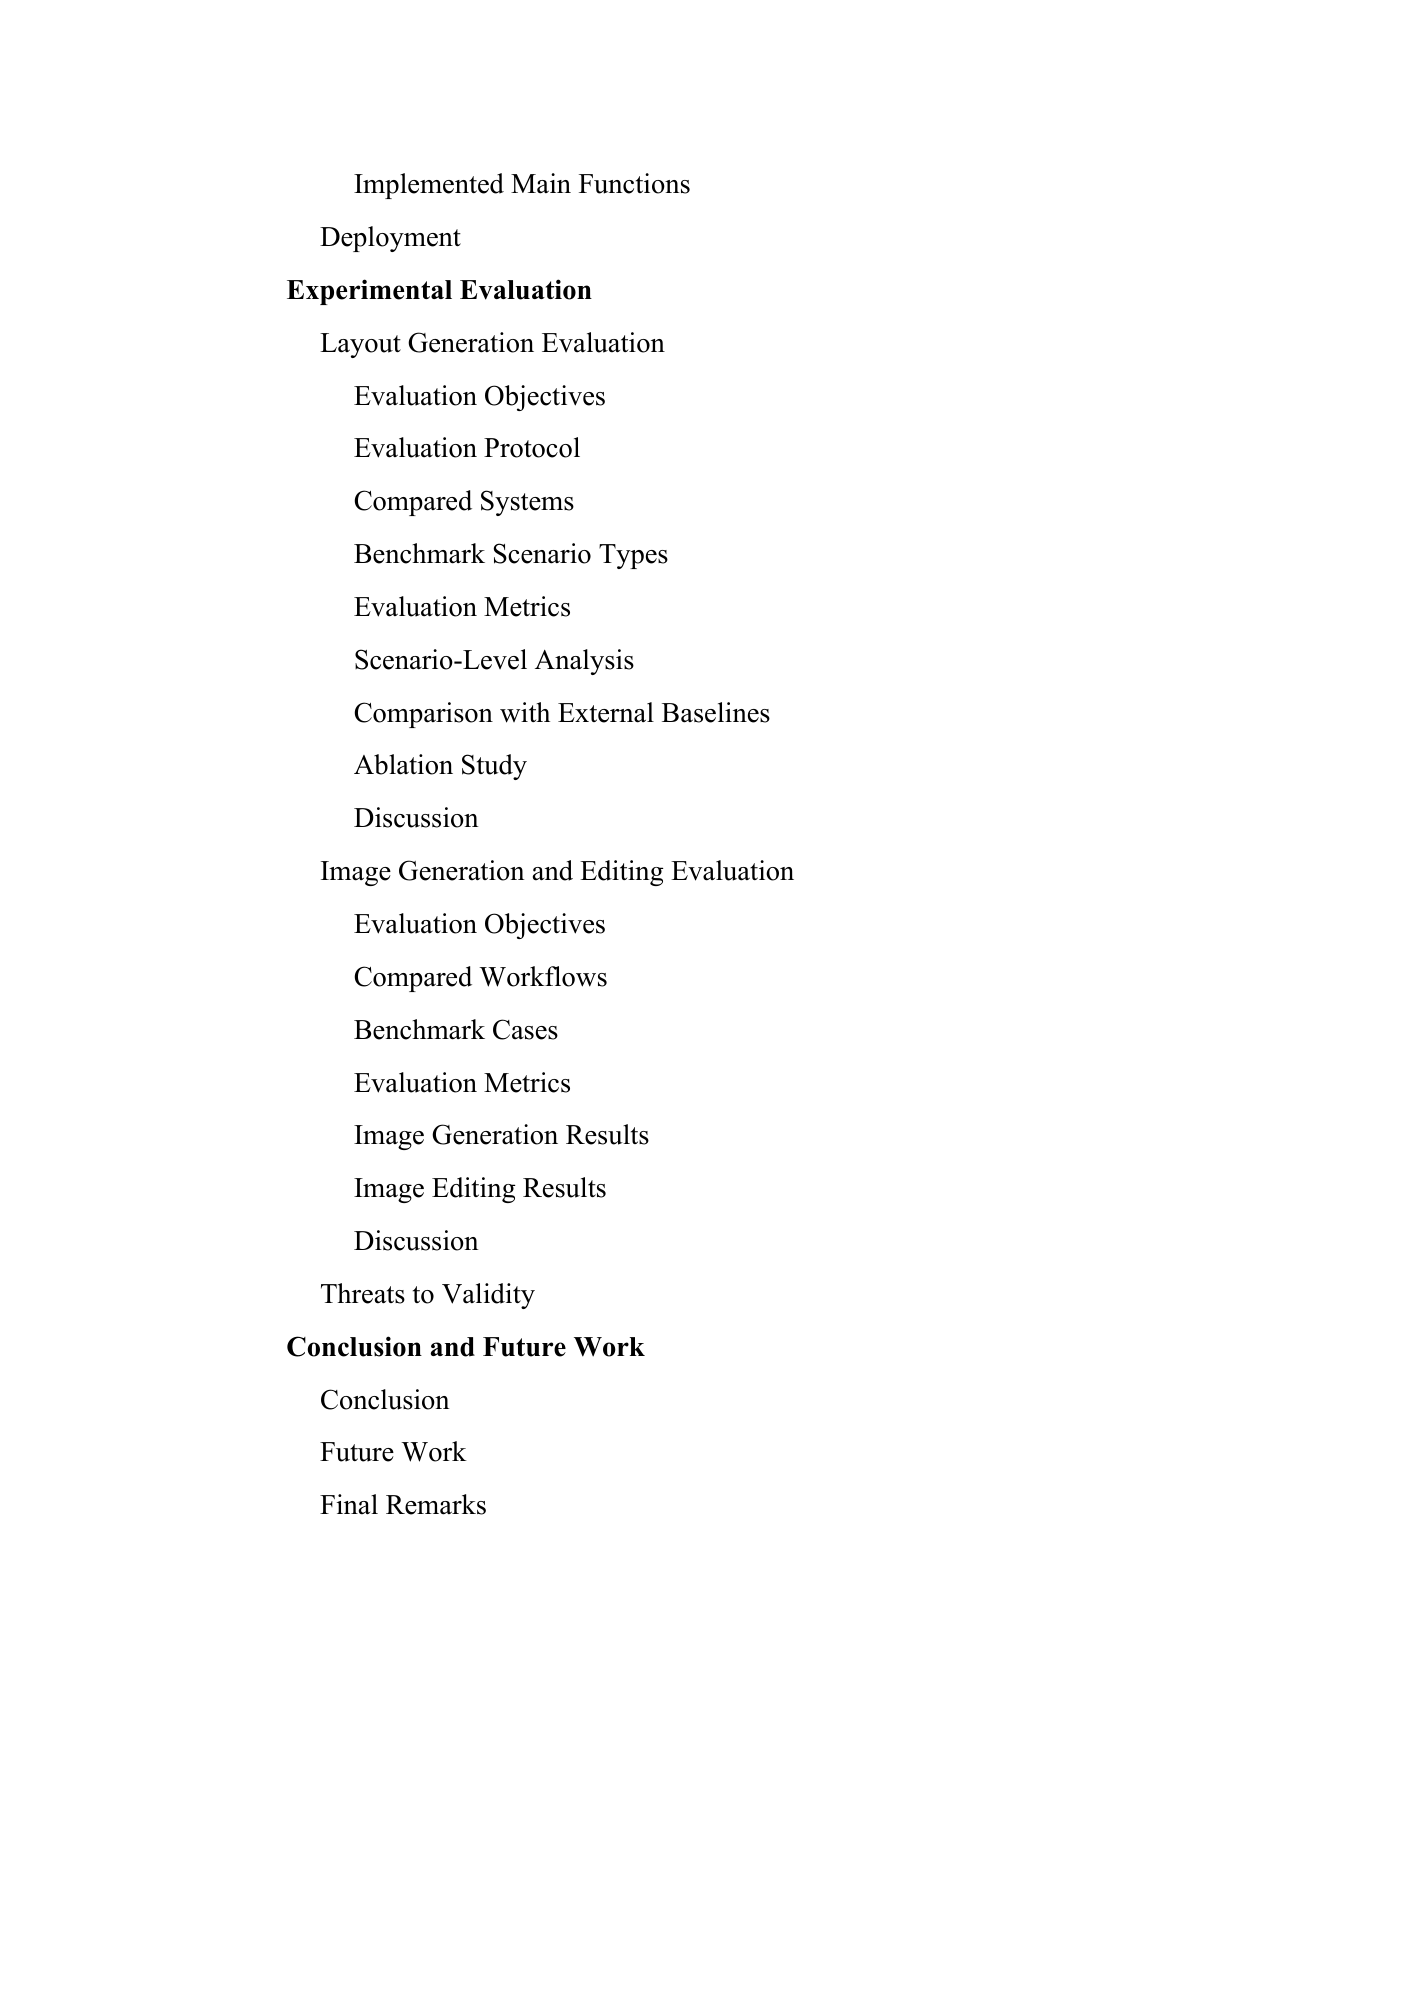 Implemented Main Functions
Deployment
Experimental Evaluation
Layout Generation Evaluation
Evaluation Objectives
Evaluation Protocol
Compared Systems
Benchmark Scenario Types
Evaluation Metrics
Scenario-Level Analysis
Comparison with External Baselines
Ablation Study
Discussion
Image Generation and Editing Evaluation
Evaluation Objectives
Compared Workflows
Benchmark Cases
Evaluation Metrics
Image Generation Results
Image Editing Results
Discussion
Threats to Validity
Conclusion and Future Work
Conclusion
Future Work
Final Remarks